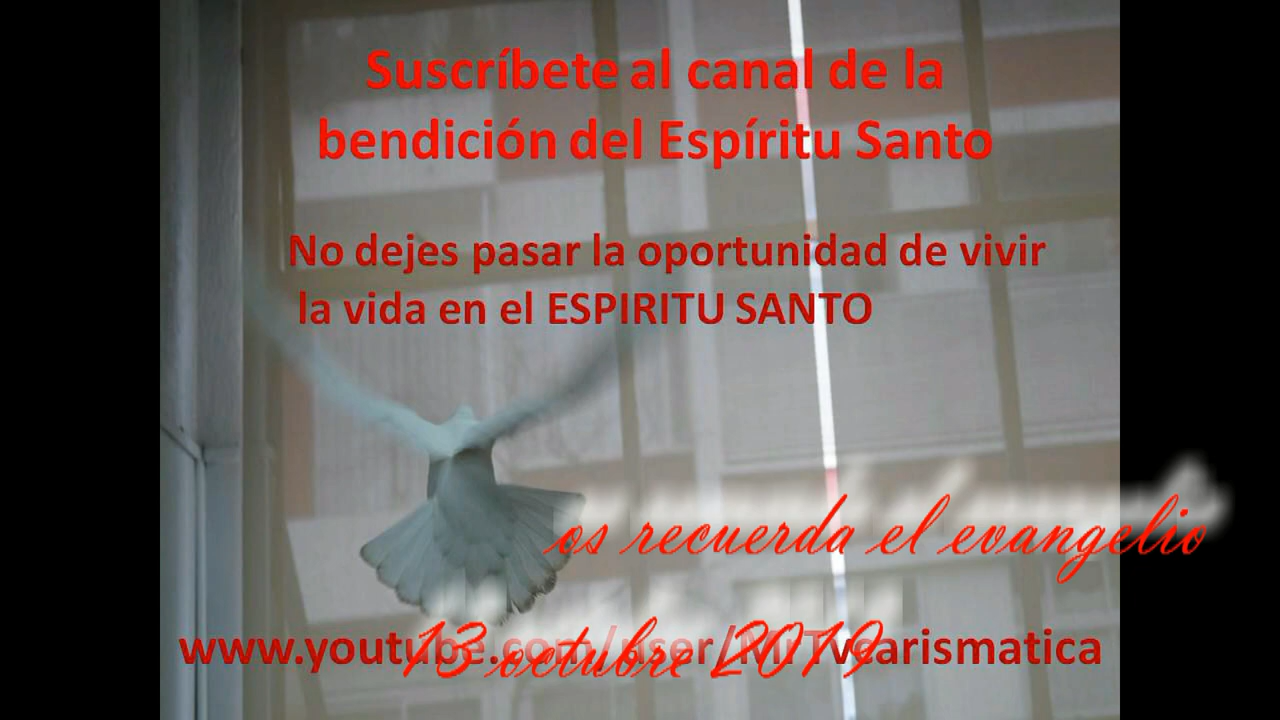 Suscríbete al canal de la
bendición del Espíritu Santo
No dejes pasar la oportunidad de vivir
la vida en el ESPIRITU SANTO
os recuerda el evangelio
www.youtube.com/user/MrTvcarismatica
13 octubre 2019